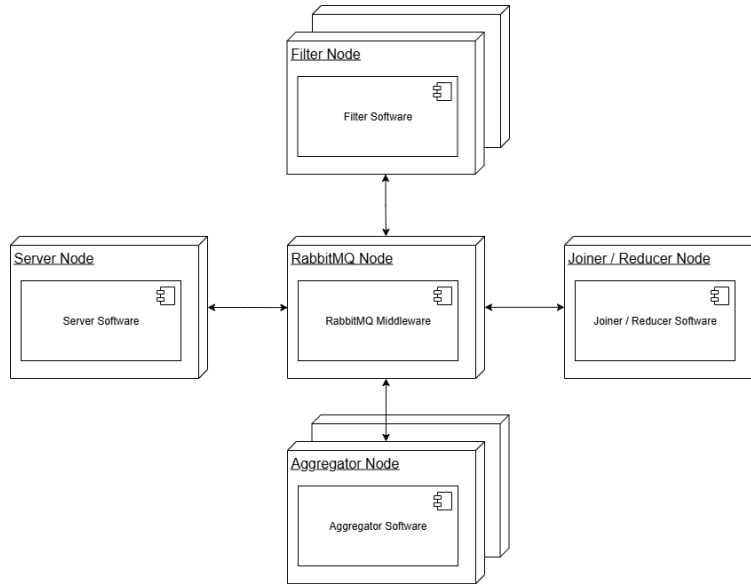 Filter Node
Filter Software
Server Node
Server Software
RabbitMQ Node
RabbitMQ Middleware
Joiner / Reducer Node
Joiner / Reducer Software
Aggregator Node
Aggregator Software